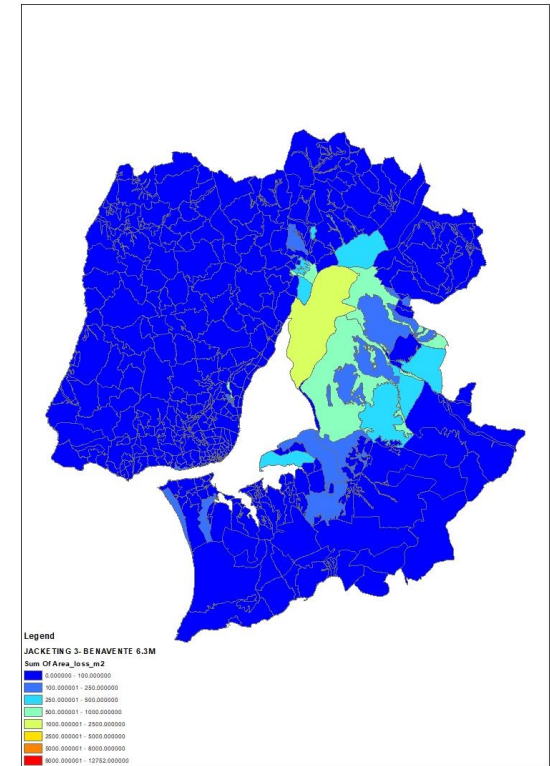 Legend
JACKETING 3- BENAVENTE 6.3M
Sum Of Area_loss_m2
0.000000 - 100.000000
100.000001 - 250.000000
250.000001 - 500.000000
500.000001 - 1000.000000
1000.000001 - 2500.000000
2500.000001 - 5000.000000
5000.000001 - 8000.000000
8000.000001 - 12752.000000